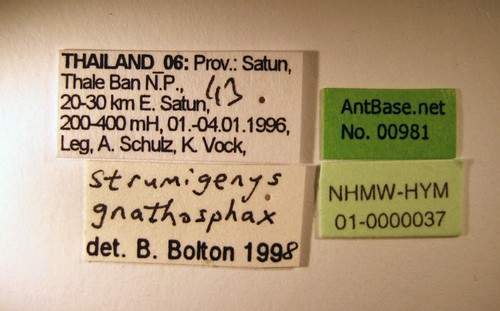 THAILAND_06: Prov.: Satun,
Thale Ban N.P., 43
20-30 km E. Satun,
200-400 mH, 01.-04.01.1996,
Leg, A. Schulz, K. Vock,
strumigenys
gnathosphax
det. B. Bolton 1998
AntBase.net
No. 00981
NHMW-HYM
01-0000037